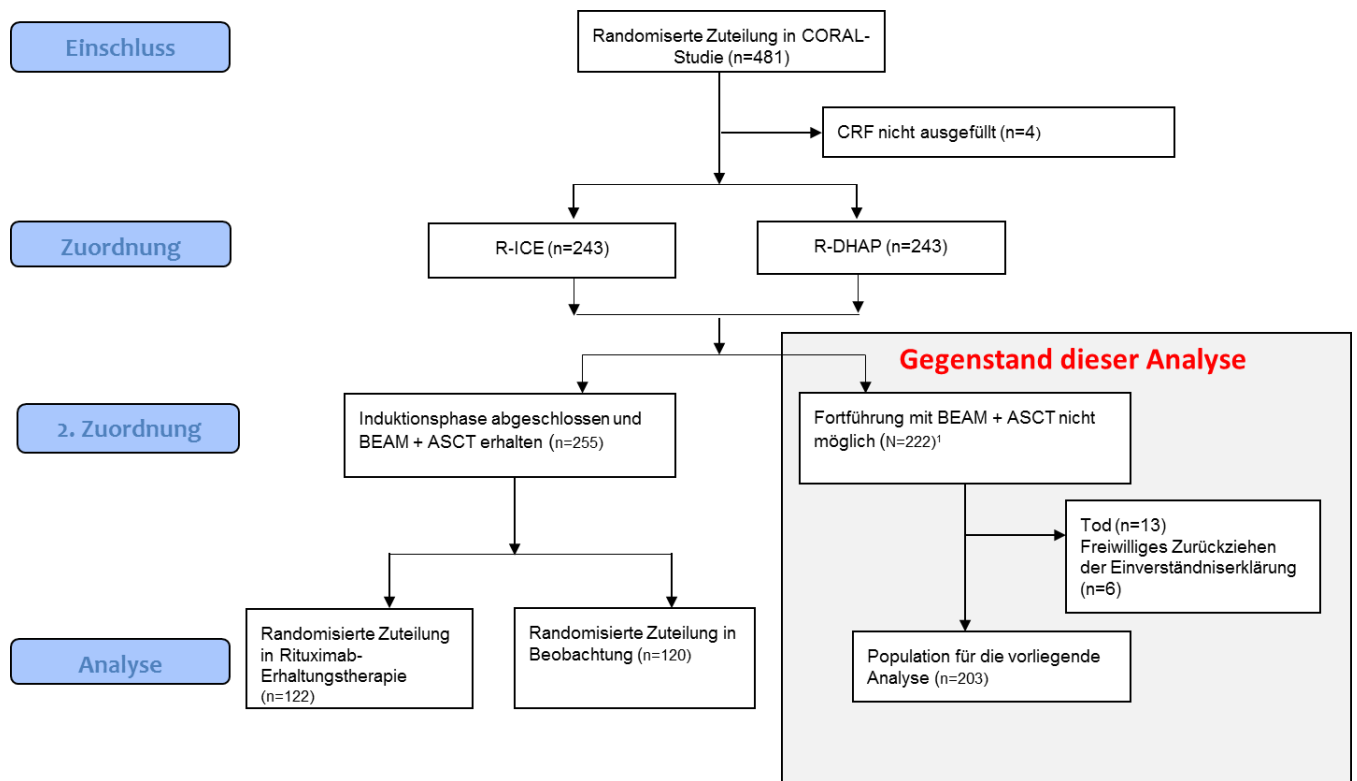 Einschluss
Randomiserte Zuteilung in CORAL-
Studie (n=481)
CRF nicht ausgefüllt (n=4)
Zuordnung
R-ICE (n=243)
R-DHAP (n=243)
Gegenstand dieser Analyse
2. Zuordnung
Induktionsphase abgeschlossen und
BEAM + ASCT erhalten (n=255)
Fortführung mit BEAM + ASCT nicht
möglich (N=222)¹
Tod (n=13)
Freiwilliges Zurückziehen
der Einverständniserklärung
(n=6)
Analyse
Randomisierte Zuteilung
in Rituximab-
Erhaltungstherapie
(n=122)
Randomisierte Zuteilung in
Beobachtung (n=120)
Population für die vorliegende
Analyse (n=203)